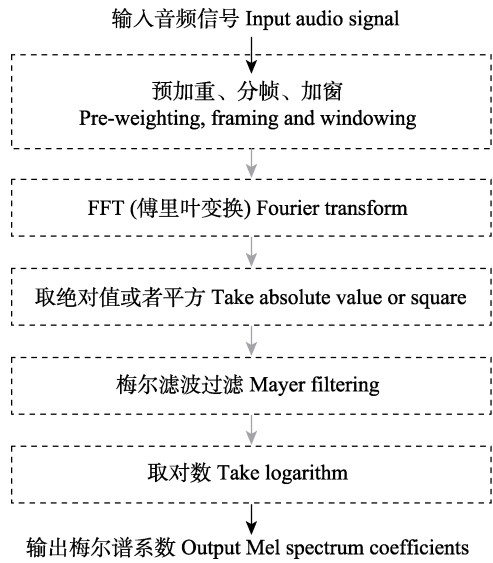 输入音频信号 Input audio signal
预加重、分帧、加窗
Pre-weighting, framing and windowing
FFT (傅里叶变换) Fourier transform
取绝对值或者平方 Take absolute value or square
梅尔滤波过滤 Mayer filtering
取对数 Take logarithm
输出梅尔谱系数 Output Mel spectrum coefficients